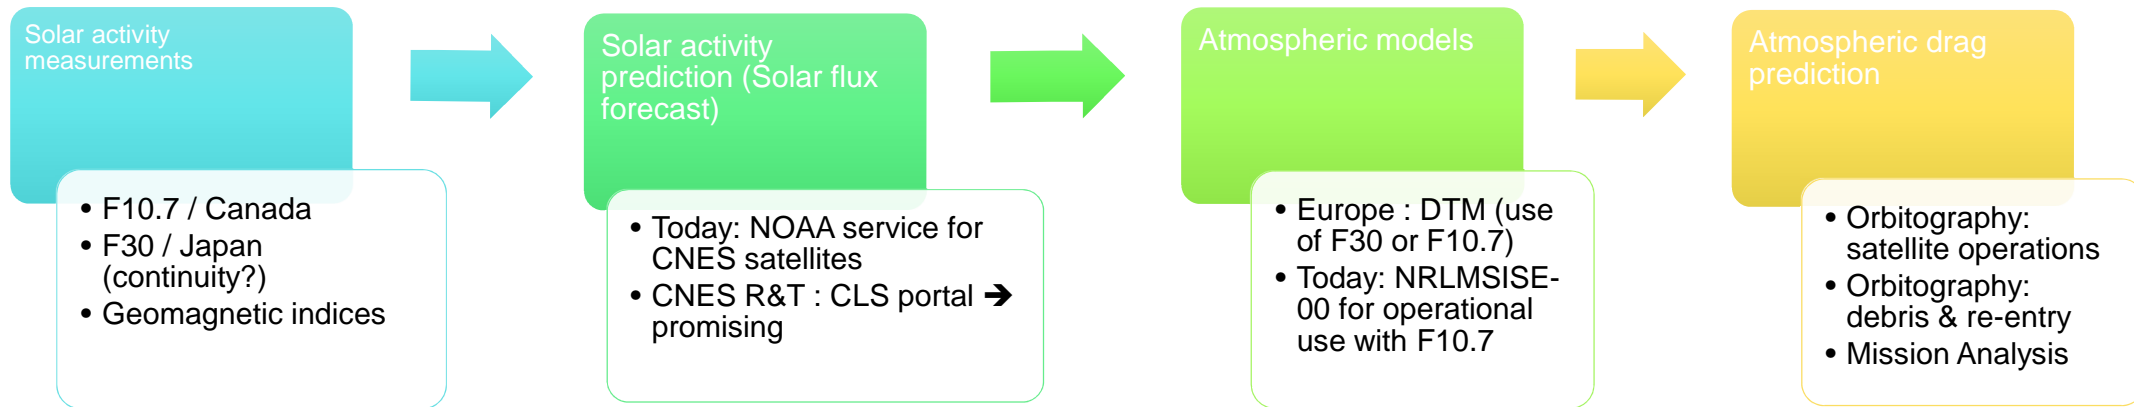 Solar activity
measurements
• F10.7 / Canada
• F30 / Japan
(continuity?)
• Geomagnetic indices
Solar activity
prediction (Solar flux
forecast)
• Today: NOAA service for
CNES satellites
• CNES R&T : CLS portal ➔
promising
Atmospheric models
• Europe : DTM (use
of F30 or F10.7)
• Today: NRLMSISE-
00 for operational
use with F10.7
Atmospheric drag
prediction
• Orbitography:
satellite operations
• Orbitography:
debris & re-entry
• Mission Analysis